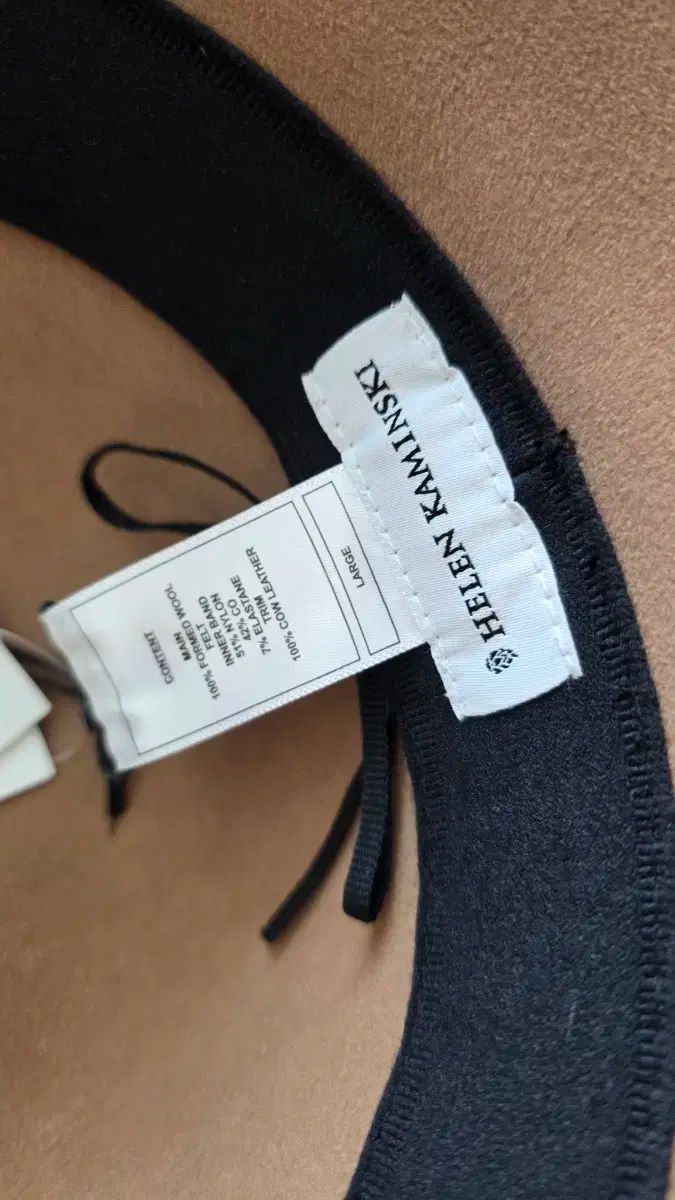 HELEN KAMINSKI
LARGE
CONTENT
MAIN
100% FORMED WOOL
FELT
INNER BAND
51% NYLON
42% CO
7% ELASTANE
TRIM
100% COW LEATHER